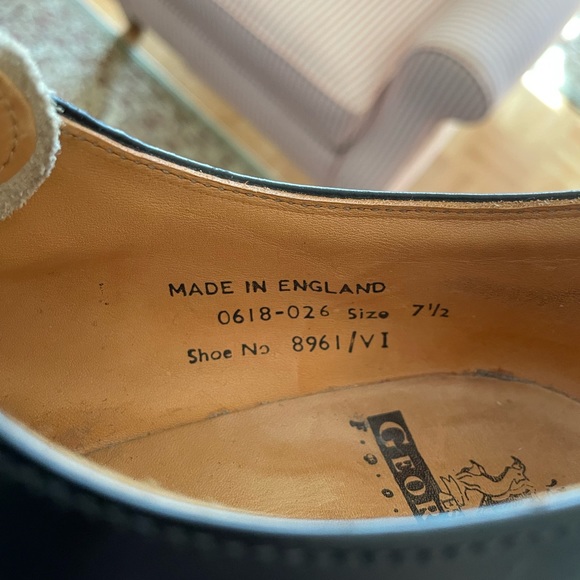 MADE IN ENGLAND
0618-026 Size 7½
Shoe No 8961/VI
GEOR